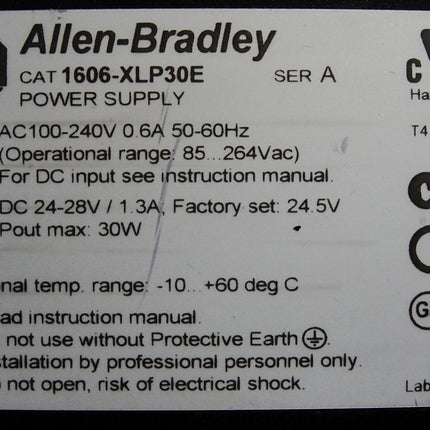 Allen-Bradley
CAT 1606-XLP30E SER A
POWER SUPPLY
AC100-240V 0.6A 50-60Hz
(Operational range: 85...264Vac)
For DC input see instruction manual.
DC 24-28V / 1.3A, Factory set: 24.5V
Pout max: 30W
nal temp. range: -10... +60 deg C
ad instruction manual.
not use without Protective Earth.
stallation by professional personnel only.
not open, risk of electrical shock.
C
Ha
T4
G
Lab